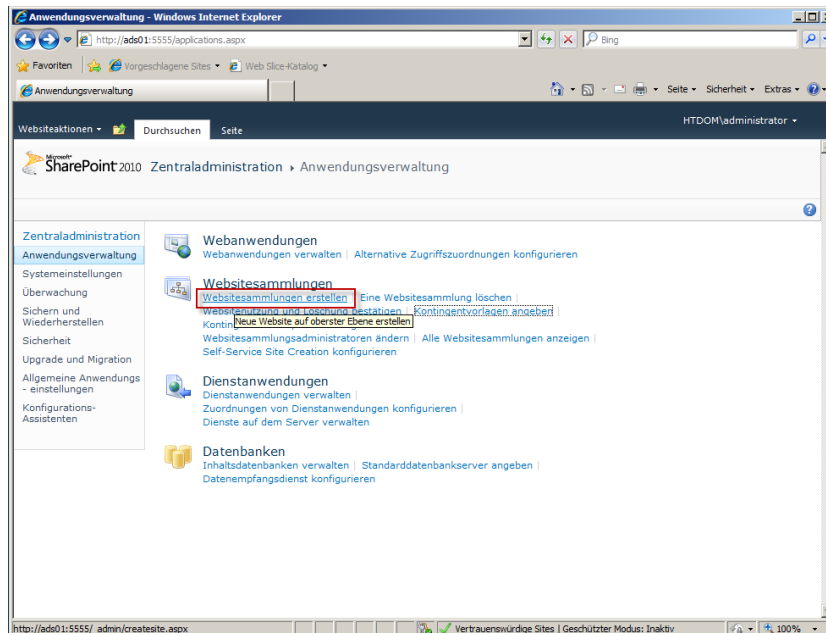 Anwendungsverwaltung - Windows Internet Explorer
http://ads01:5555/applications.aspx
Bing
Favoriten Vorgeschlagene Sites Web Slice-Katalog
Anwendungsverwaltung
Seite Sicherheit Extras
HTDOM\administrator
Websiteaktionen Durchsuchen Seite
Microsoft SharePoint 2010 Zentraladministration Anwendungsverwaltung
Zentraladministration
Anwendungsverwaltung
Systemeinstellungen
Überwachung
Sichern und
Wiederherstellen
Sicherheit
Upgrade und Migration
Allgemeine Anwendungs
- einstellungen
Konfigurations-
Assistenten
Webanwendungen
Webanwendungen verwalten | Alternative Zugriffszuordnungen konfigurieren
Websitesammlungen
Websitesammlungen erstellen | Eine Websitesammlung löschen |
Websitenutzung und Löschung bestätigen | Kontingentvorlagen angeben |
Neue Website auf oberster Ebene erstellen
Websitesammlungsadministratoren ändern | Alle Websitesammlungen anzeigen |
Self-Service Site Creation konfigurieren
Dienstanwendungen
Dienstanwendungen verwalten |
Zuordnungen von Dienstanwendungen konfigurieren |
Dienste auf dem Server verwalten
Datenbanken
Inhaltsdatenbanken verwalten | Standarddatenbankserver angeben |
Datenempfangsdienst konfigurieren
http://ads01:5555/_admin/createsite.aspx Vertrauenswürdige Sites | Geschützter Modus: Inaktiv 100%